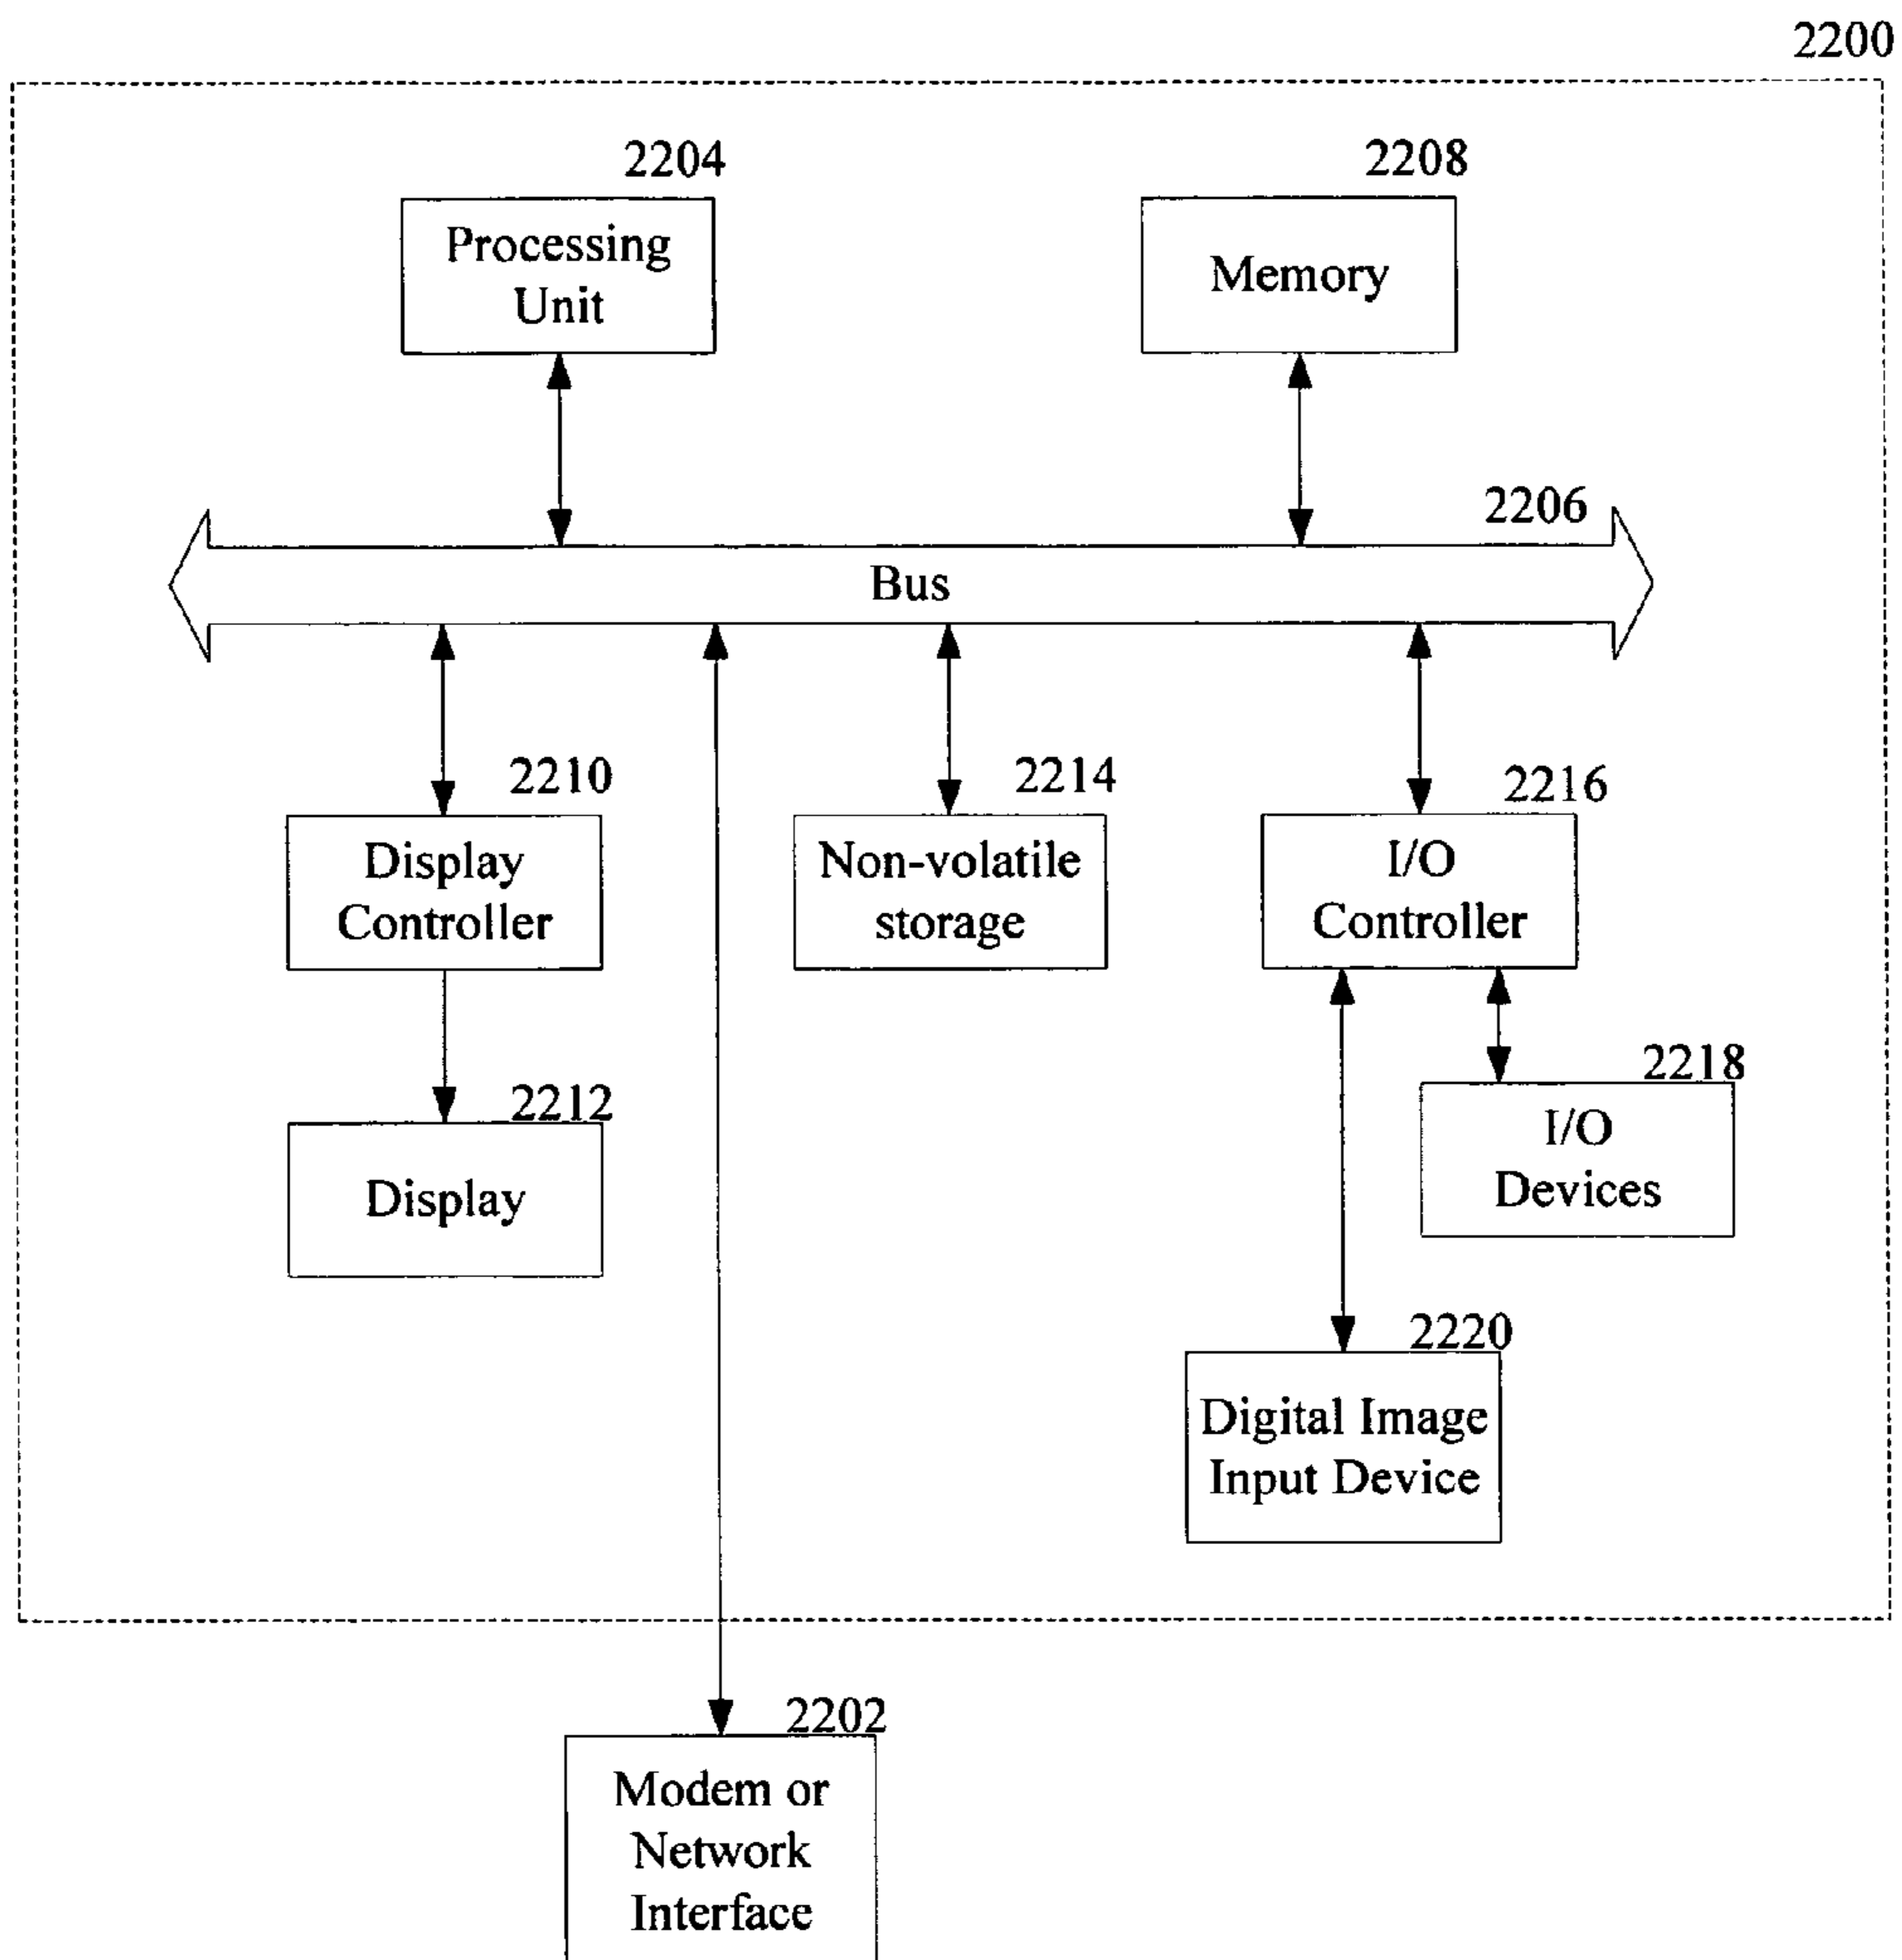 2200
2204
Processing
Unit
2208
Memory
2206
Bus
2210
Display
Controller
2214
Non-volatile
storage
2216
I/O
Controller
2218
I/O
Devices
2212
Display
2220
Digital Image
Input Device
2202
Modem or
Network
Interface